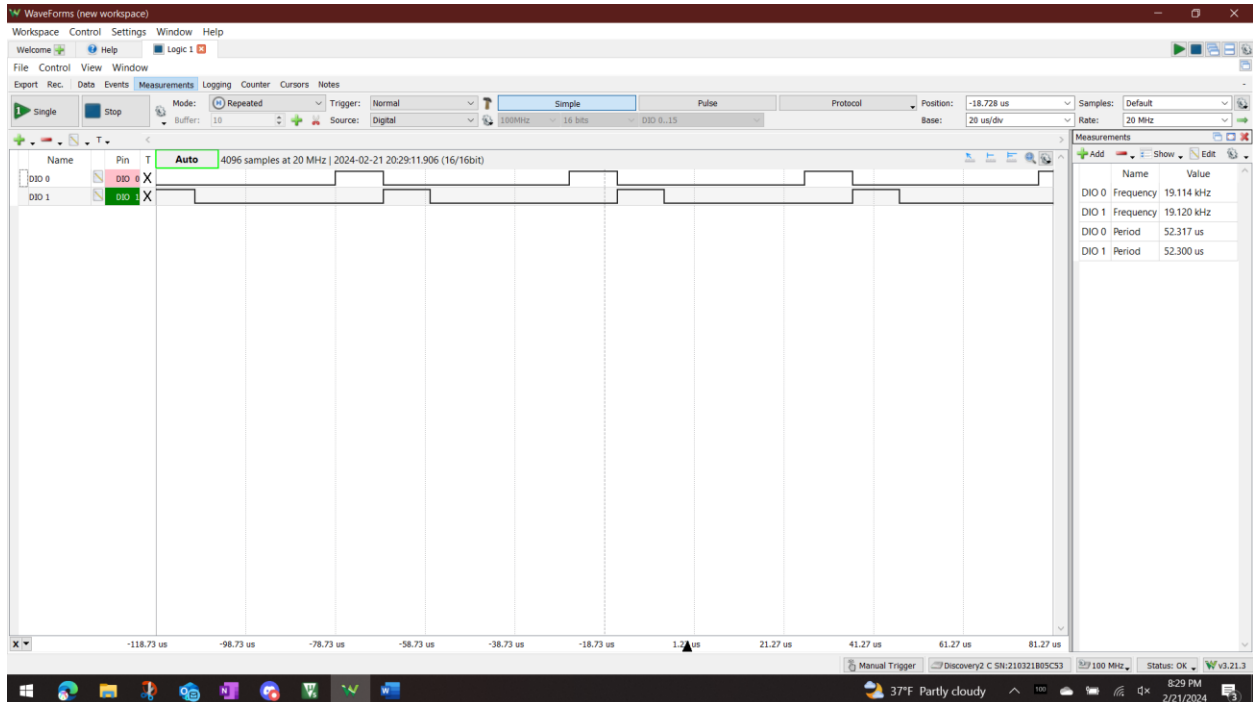 WaveForms (new workspace)
Workspace Control Settings Window Help
Welcome Help Logic 1
File Control View Window
Export Rec. Data Events Measurements Logging Counter Cursors Notes
Single Stop Mode: Repeated Trigger: Normal Simple Pulse Protocol Position: -18.728 us Samples: Default
Buffer: 10 Source: Digital 100MHz 16 bits DIO 0..15 Base: 20 us/div Rate: 20 MHz
Measurements
Add Show Edit
Name Pin T Auto 4096 samples at 20 MHz | 2024-02-21 20:29:11.906 (16/16bit)
Name Value
DIO 0 DIO 0 X
DIO 1 DIO 1 X
DIO 0 Frequency 19.114 kHz
DIO 1 Frequency 19.120 kHz
DIO 0 Period 52.317 us
DIO 1 Period 52.300 us
X -118.73 us -98.73 us -78.73 us -58.73 us -38.73 us -18.73 us 1.27 us 21.27 us 41.27 us 61.27 us 81.27 us
Manual Trigger Discovery2 C SN:210321B05C53 100 MHz Status: OK v3.21.3
37°F Partly cloudy 100 8:29 PM
2/21/2024 3